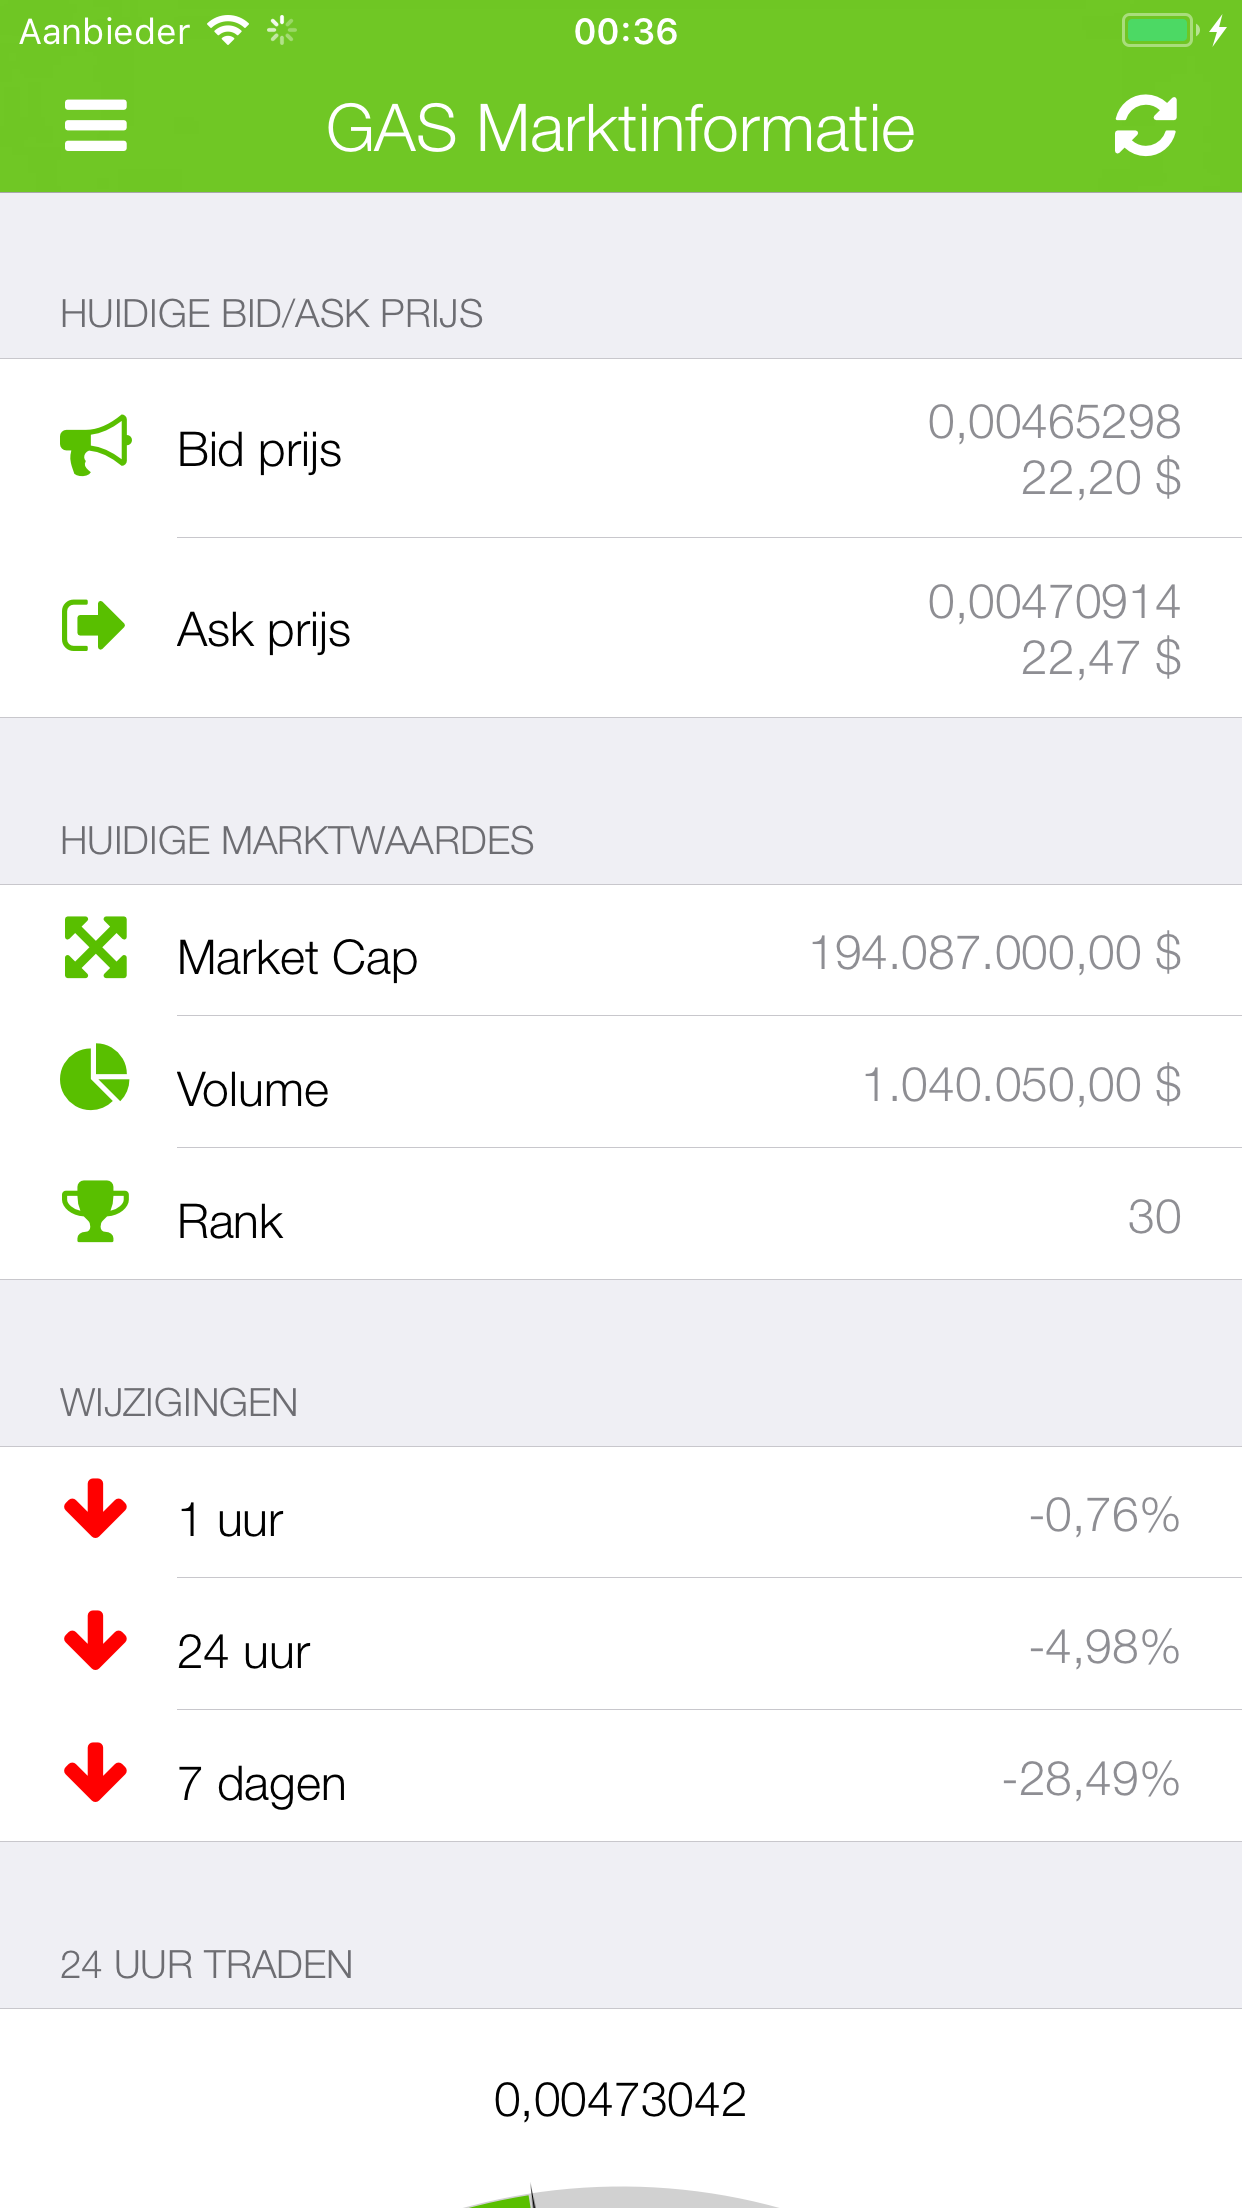 Aanbieder 00:36
GAS Marktinformatie
HUIDIGE BID/ASK PRIJS
Bid prijs
0,00465298
22,20 $
Ask prijs
0,00470914
22,47 $
HUIDIGE MARKTWAARDES
Market Cap 194.087.000,00 $
Volume 1.040.050,00 $
Rank 30
WIJZIGINGEN
1 uur -0,76%
24 uur -4,98%
7 dagen -28,49%
24 UUR TRADEN
0,00473042